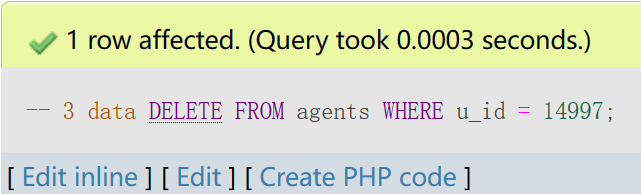 1 row affected. (Query took 0.0003 seconds.)
-- 3 data DELETE FROM agents WHERE u_id = 14997;
[ Edit inline ] [ Edit ] [ Create PHP code ]